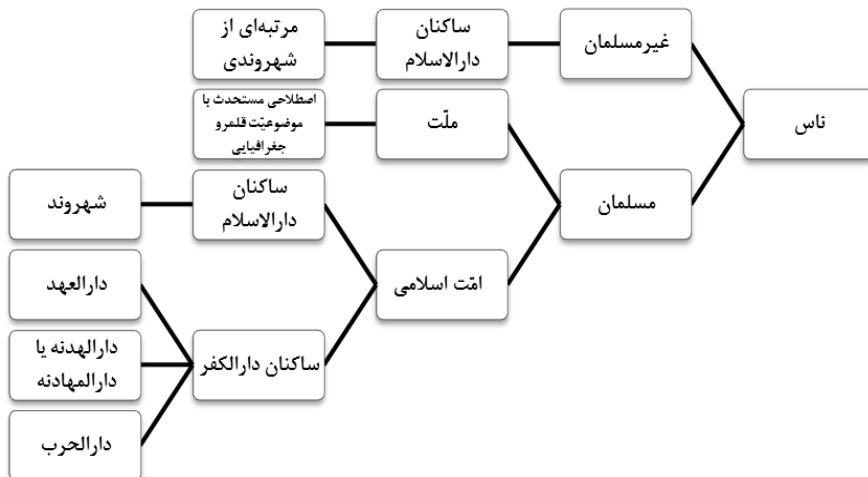 ناس
غیرمسلمان
ساکنان
دارالاسلام
مرتبه‌ای از
شهروندی
مسلمان
ملّت
اصطلاحی مستحدث با
موضوعیّت قلمرو
جغرافیایی
امّت اسلامی
ساکنان
دارالاسلام
شهروند
ساکنان دارالکفر
دارالعهد
دارالهدنه یا
دارالمهادنه
دارالحرب